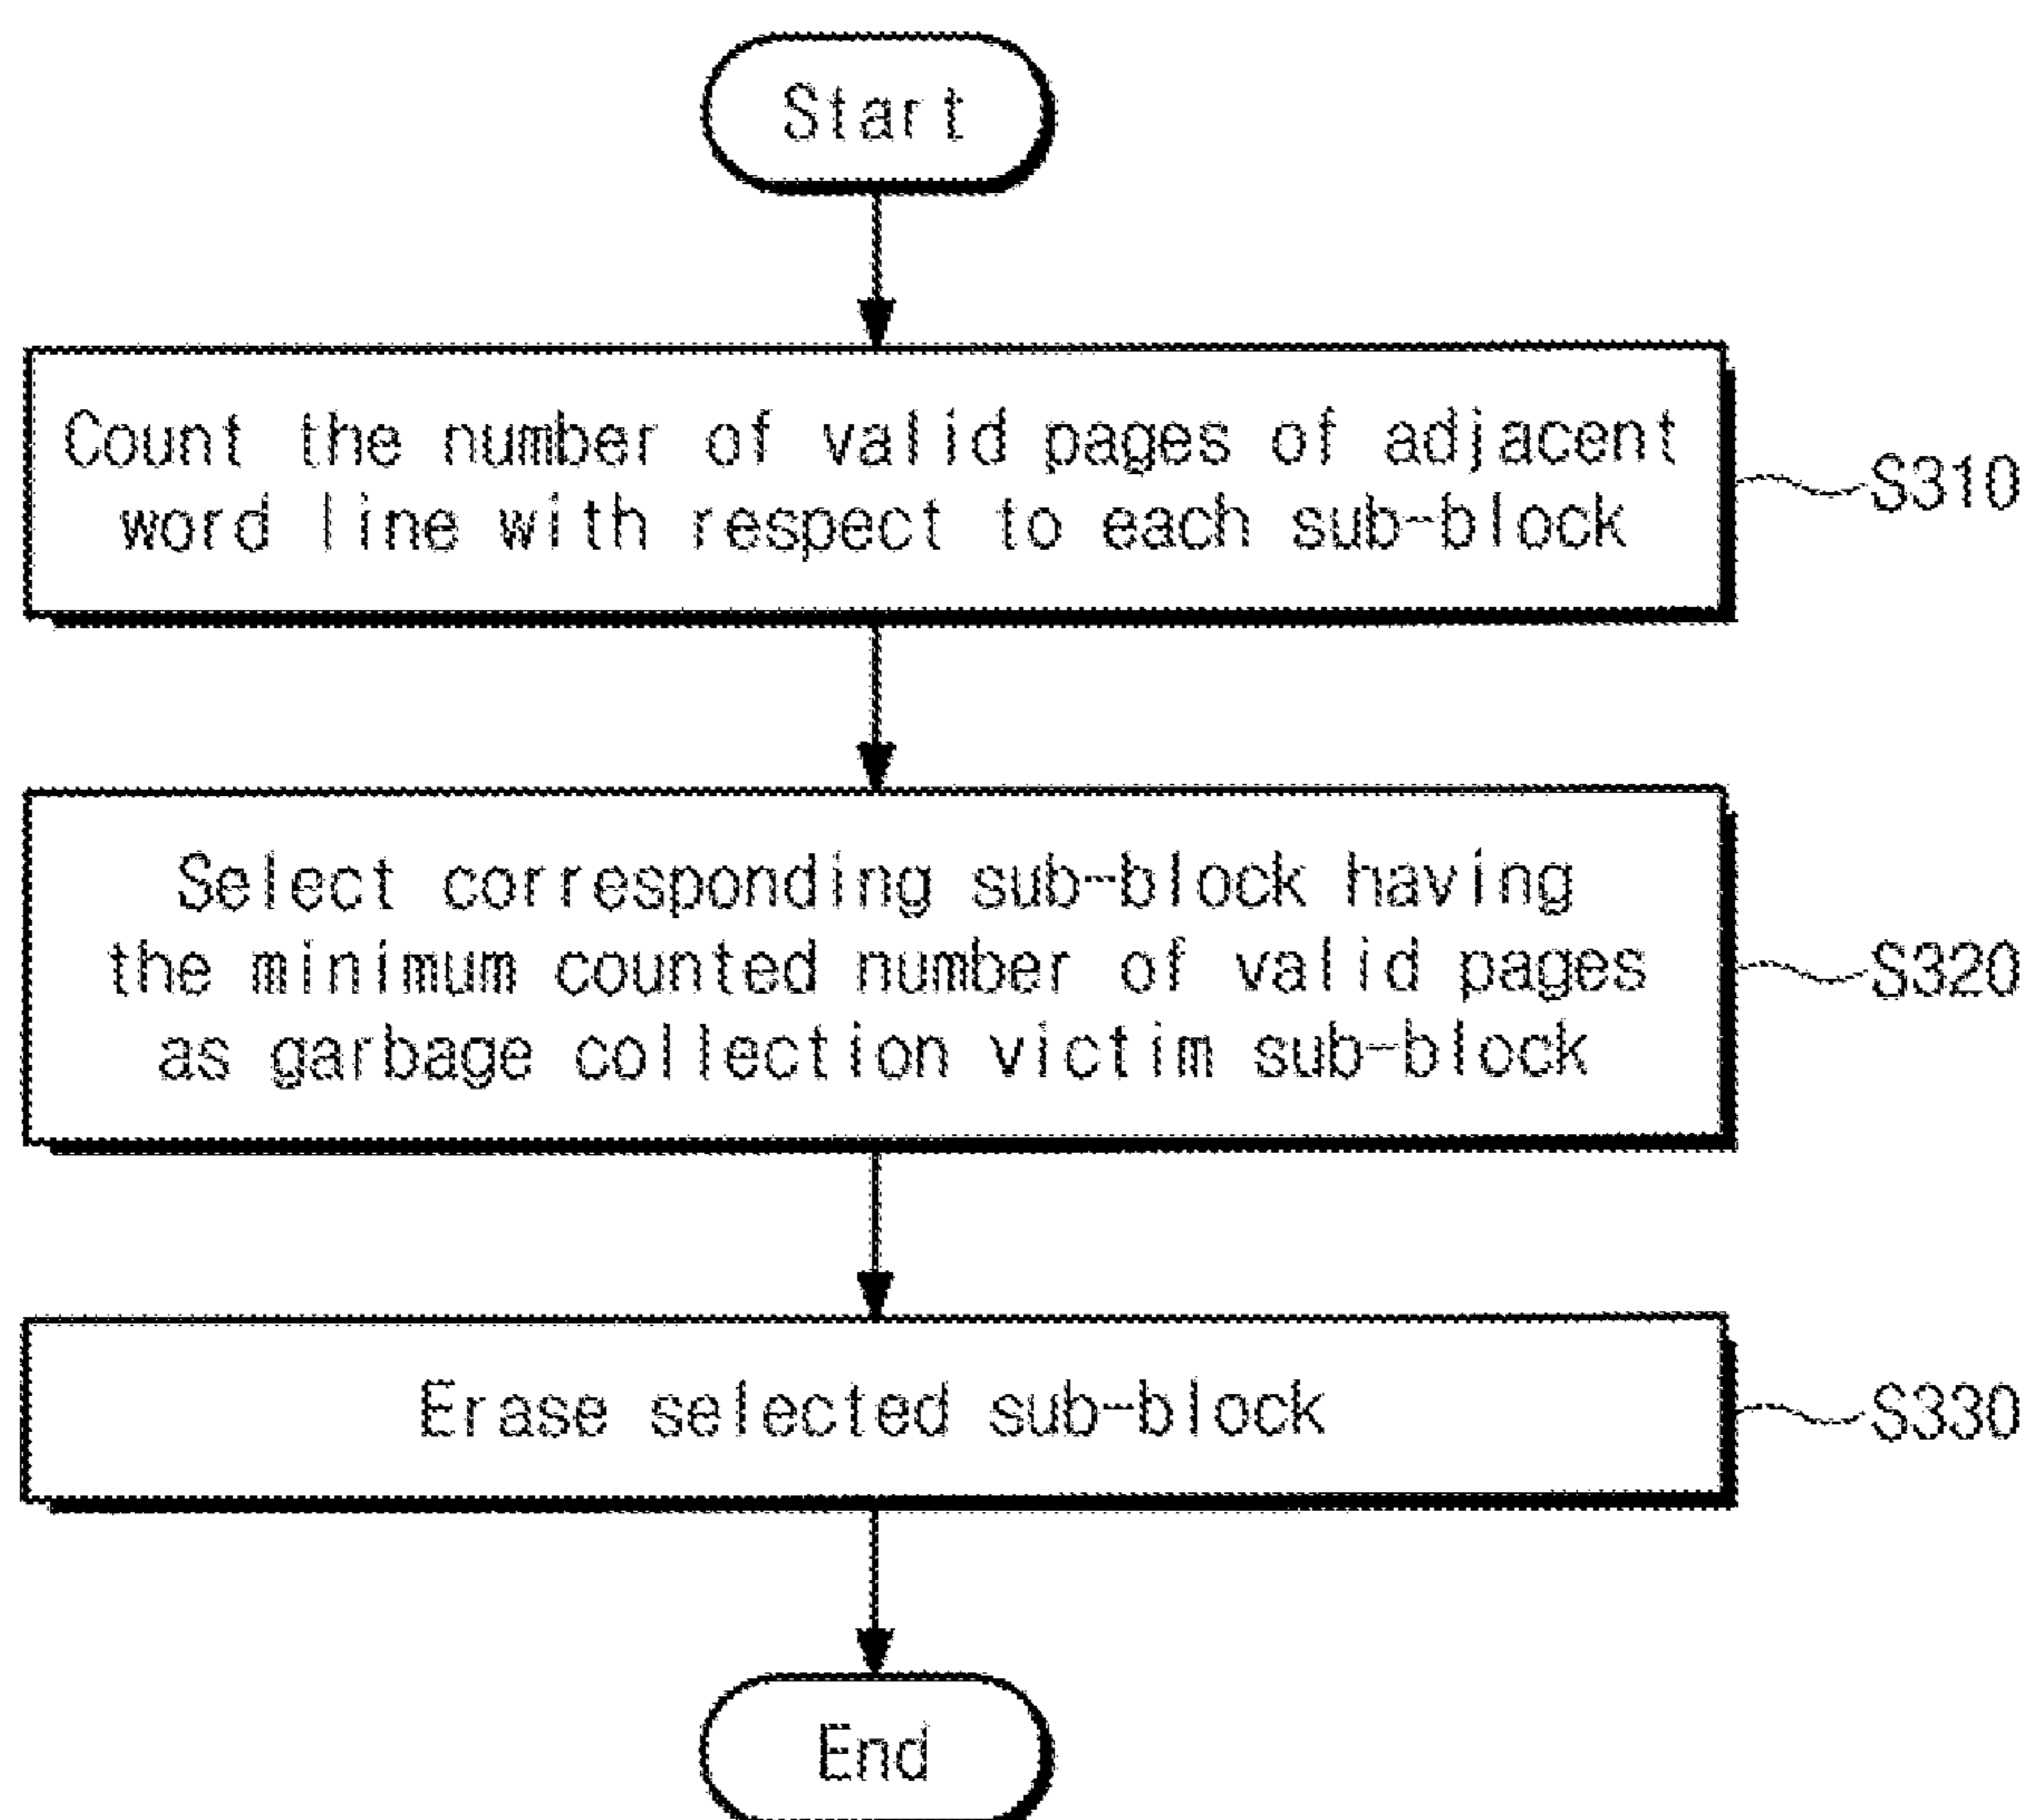 Start
Count the number of valid pages of adjacent
word line with respect to each sub-block
S310
Select corresponding sub-block having
the minimum counted number of valid pages
as garbage collection victim sub-block
S320
Erase selected sub-block
S330
End